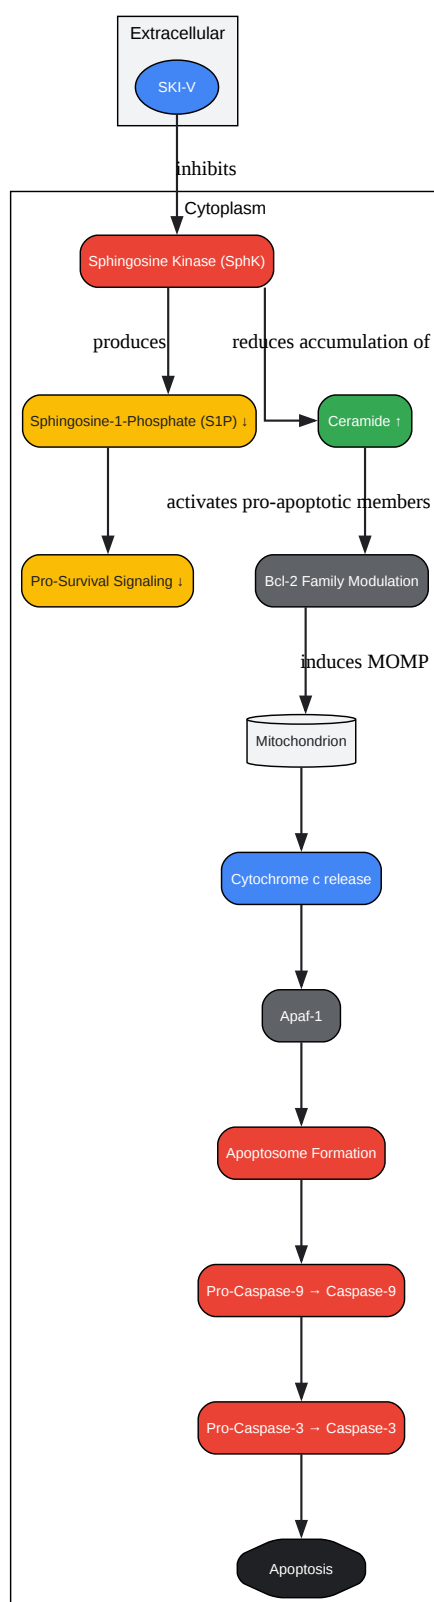 Extracellular
SKI-V
inhibits
Cytoplasm
Sphingosine Kinase (SphK)
produces
reduces accumulation of
Sphingosine-1-Phosphate (S1P) ↓
Ceramide ↑
activates pro-apoptotic members
Pro-Survival Signaling ↓
Bcl-2 Family Modulation
induces MOMP
Mitochondrion
Cytochrome c release
Apaf-1
Apoptosome Formation
Pro-Caspase-9 → Caspase-9
Pro-Caspase-3 → Caspase-3
Apoptosis